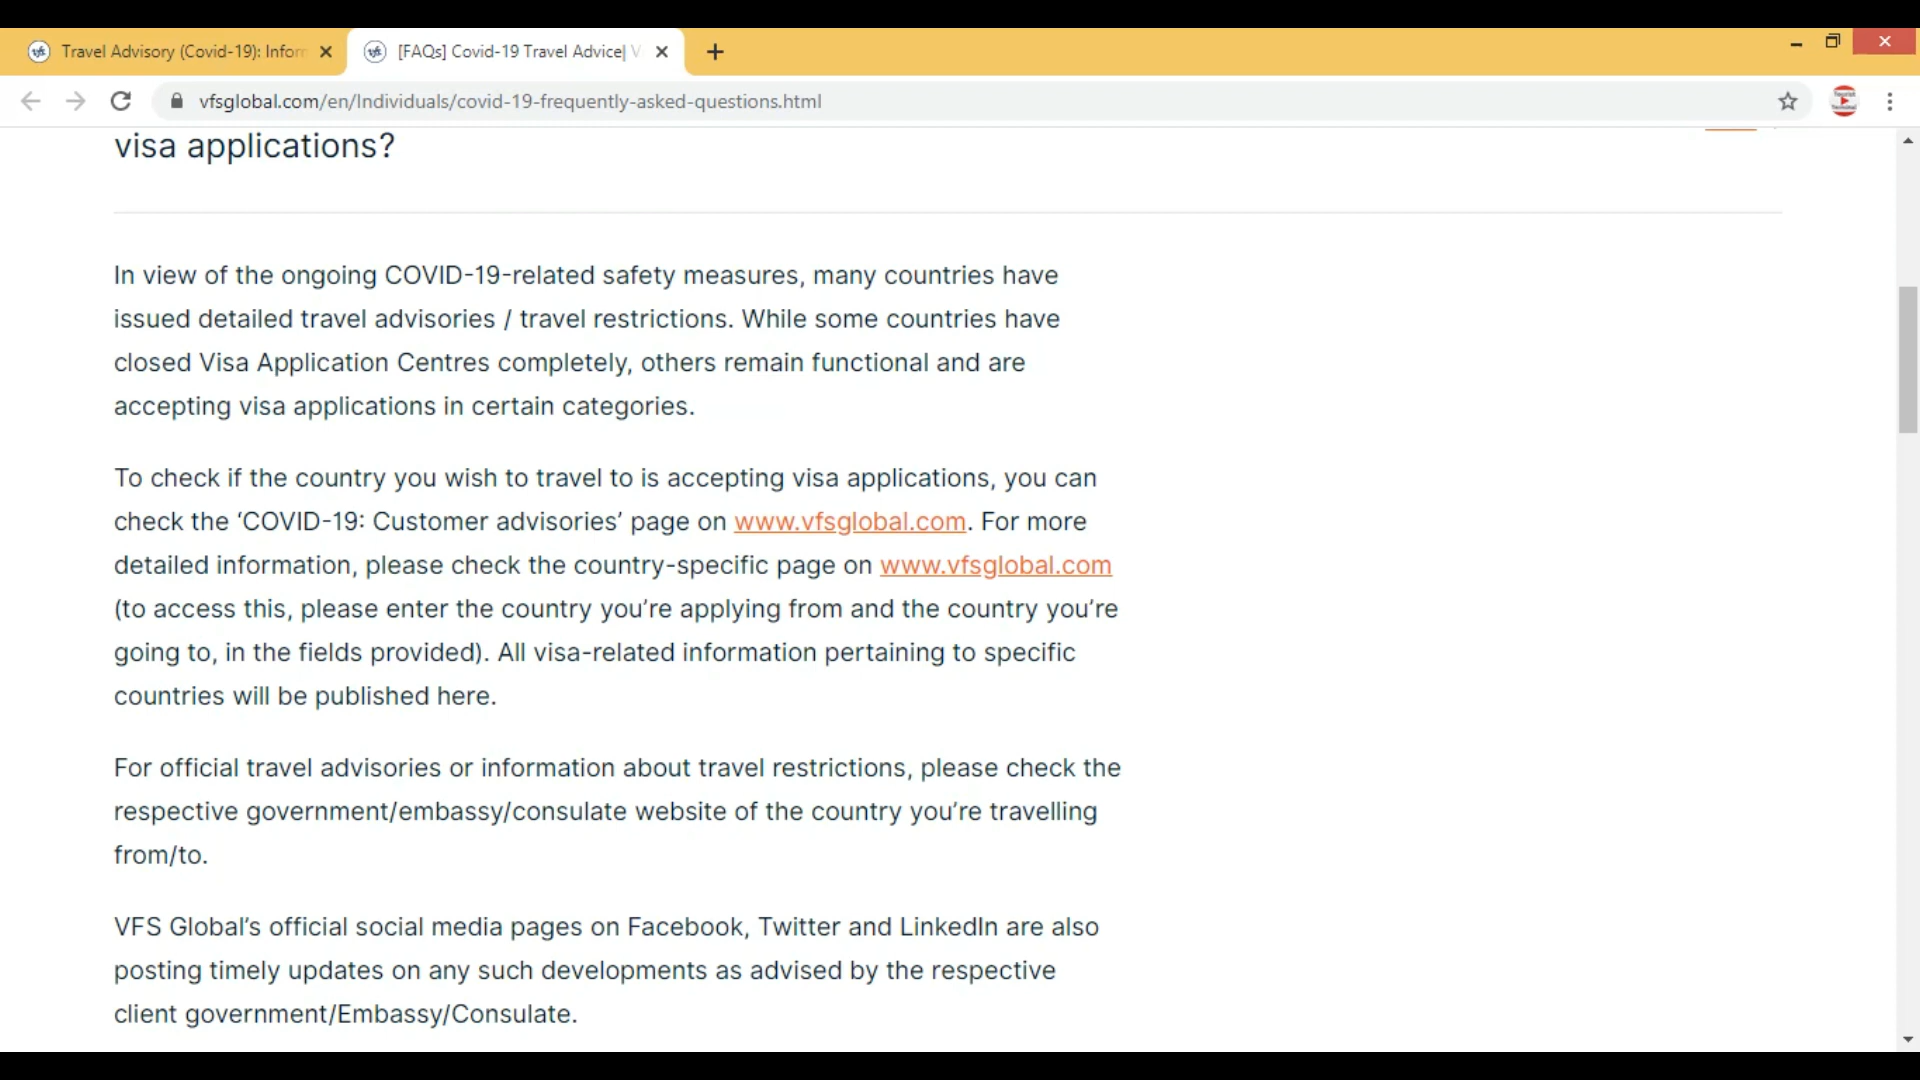 Travel Advisory (Covid-19): Infor
[FAQs] Covid-19 Travel Advice| V
vfsglobal.com/en/Individuals/covid-19-frequently-asked-questions.html
visa applications?
In view of the ongoing COVID-19-related safety measures, many countries have
issued detailed travel advisories / travel restrictions. While some countries have
closed Visa Application Centres completely, others remain functional and are
accepting visa applications in certain categories.
To check if the country you wish to travel to is accepting visa applications, you can
check the ‘COVID-19: Customer advisories’ page on www.vfsglobal.com. For more
detailed information, please check the country-specific page on www.vfsglobal.com
(to access this, please enter the country you’re applying from and the country you’re
going to, in the fields provided). All visa-related information pertaining to specific
countries will be published here.
For official travel advisories or information about travel restrictions, please check the
respective government/embassy/consulate website of the country you’re travelling
from/to.
VFS Global’s official social media pages on Facebook, Twitter and LinkedIn are also
posting timely updates on any such developments as advised by the respective
client government/Embassy/Consulate.